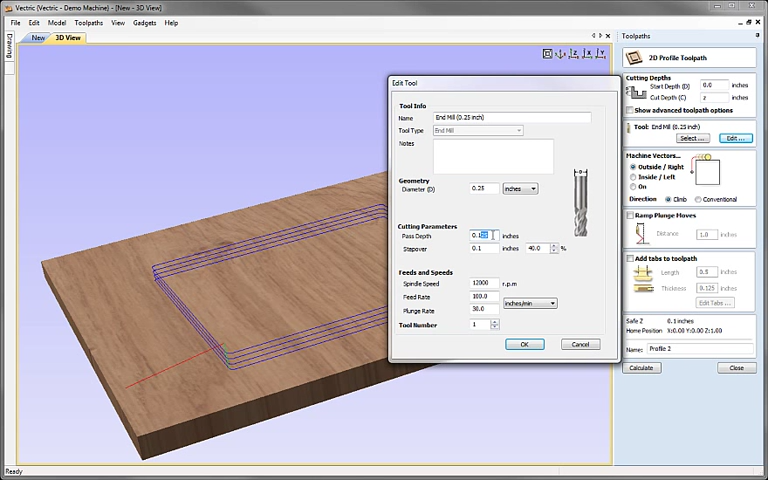 Vectric (Vectric - Demo Machine) - [New - 3D View]
File Edit Model Toolpaths View Gadgets Help
Drawing
New 3D View
Z X Y
Toolpaths
2D Profile Toolpath
Cutting Depths
Start Depth (D) 0.0 inches
Cut Depth (C) z inches
Show advanced toolpath options
Tool: End Mill (0.25 inch)
Select ... Edit ...
Machine Vectors...
Outside / Right
Inside / Left
On
Direction Climb Conventional
Ramp Plunge Moves
Distance 1.0 inches
Add tabs to toolpath
Length 0.5 inches
Thickness 0.125 inches
Edit Tabs ...
Safe Z 0.1 inches
Home Position X:0.00 Y:0.00 Z:1.00
Name: Profile 2
Calculate Close
Edit Tool
Tool Info
Name End Mill (0.25 inch)
Tool Type End Mill
Notes
Geometry
Diameter (D) 0.25 inches
D
Cutting Parameters
Pass Depth 0.125 inches
Stepover 0.1 inches 40.0 %
Feeds and Speeds
Spindle Speed 12000 r.p.m
Feed Rate 100.0 inches/min
Plunge Rate 30.0
Tool Number 1
OK Cancel
Ready